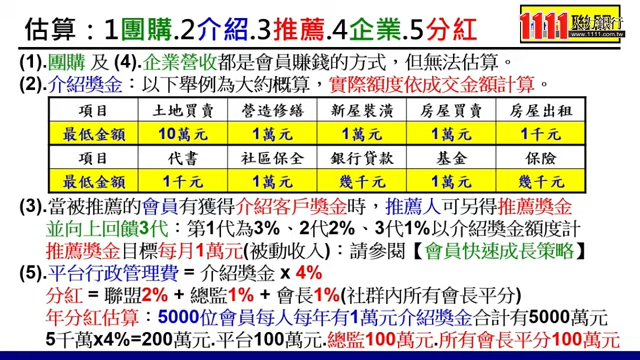 估算：1團購.2介紹.3推薦.4企業.5分紅
1111
www.1111.com.tw
(1).團購 及 (4).企業營收都是會員賺錢的方式，但無法估算。
(2).介紹獎金：以下舉例為大約概算，實際額度依成交金額計算。
項目 土地買賣 營造修繕 新屋裝潢 房屋買賣 房屋出租
最低金額 10萬元 1萬元 1萬元 1萬元 1千元
項目 代書 社區保全 銀行貸款 基金 保險
最低金額 1千元 1萬元 幾千元 1萬元 幾千元
(3).當被推薦的會員有獲得介紹客戶獎金時，推薦人可另得推薦獎金
並向上回饋3代：第1代為3%、2代2%、3代1%以介紹獎金額度計
推薦獎金目標每月1萬元(被動收入)：請參閱【會員快速成長策略】
(5).平台行政管理費 = 介紹獎金 x 4%
分紅 = 聯盟2% + 總監1% + 會長1%(社群內所有會長平分)
年分紅估算：5000位會員每人每年有1萬元介紹獎金合計有5000萬元
5千萬x4%=200萬元.平台100萬元.總監100萬元.所有會長平分100萬元